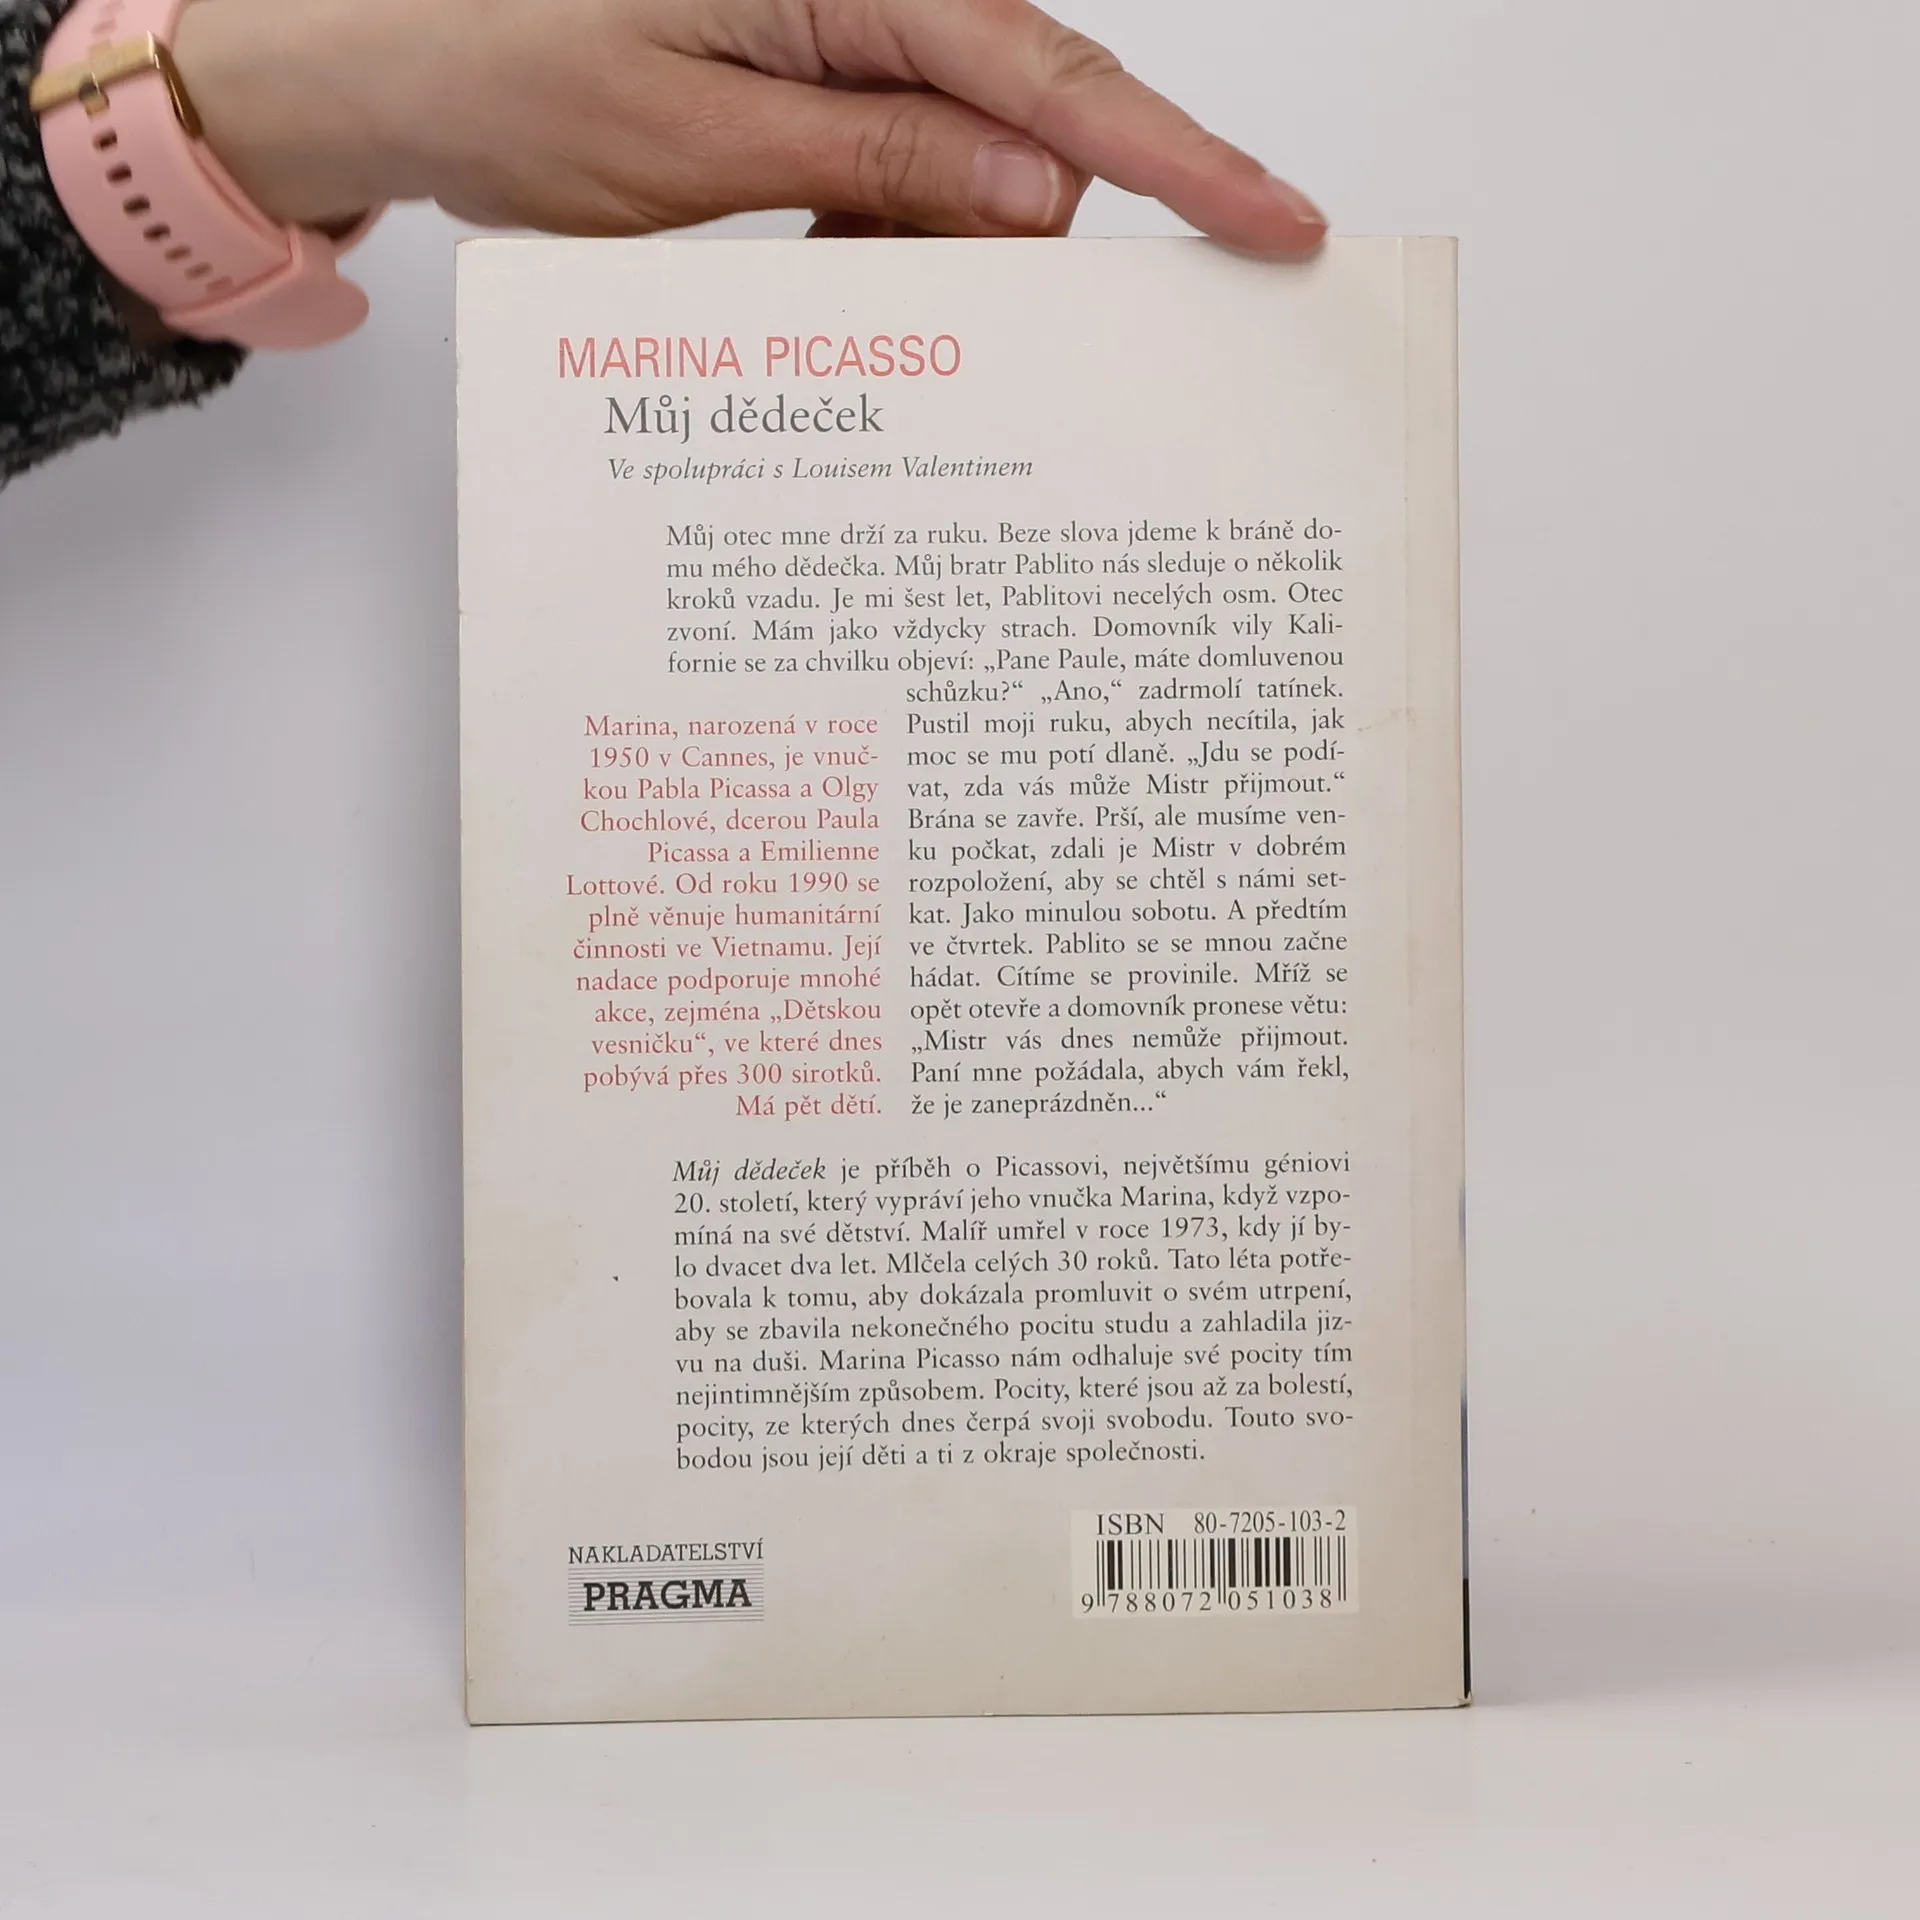 MARINA PICASSO
Můj dědeček
Ve spolupráci s Louisem Valentinem
Můj otec mne drží za ruku. Beze slova jdeme k bráně do-
mu mého dědečka. Můj bratr Pablito nás sleduje o několik
kroků vzadu. Je mi šest let, Pablitovi necelých osm. Otec
zvoní. Mám jako vždycky strach. Domovník vily Kali-
fornie se za chvilku objeví: „Pane Paule, máte domluvenou
schůzku?“ „Ano,“ zadrmolí tatínek.
Pustil moji ruku, abych necítila, jak
moc se mu potí dlaně. „Jdu se podí-
vat, zda vás může Mistr přijmout.“
Brána se zavře. Prší, ale musíme ven-
ku počkat, zdali je Mistr v dobrém
rozpoložení, aby se chtěl s námi set-
kat. Jako minulou sobotu. A předtím
ve čtvrtek. Pablito se se mnou začne
hádat. Cítíme se provinile. Mříž se
opět otevře a domovník pronese větu:
„Mistr vás dnes nemůže přijmout.
Paní mne požádala, abych vám řekl,
že je zaneprázdněn...“
Marina, narozená v roce
1950 v Cannes, je vnuč-
kou Pabla Picassa a Olgy
Chochlové, dcerou Paula
Picassa a Emilienne
Lottové. Od roku 1990 se
plně věnuje humanitární
činnosti ve Vietnamu. Její
nadace podporuje mnohé
akce, zejména „Dětskou
vesničku“, ve které dnes
pobývá přes 300 sirotků.
Má pět dětí.
Můj dědeček je příběh o Picassovi, největšímu géniovi
20. století, který vypráví jeho vnučka Marina, když vzpo-
míná na své dětství. Malíř umřel v roce 1973, kdy jí by-
lo dvacet dva let. Mlčela celých 30 roků. Tato léta potře-
bovala k tomu, aby dokázala promluvit o svém utrpení,
aby se zbavila nekonečného pocitu studu a zahladila jiz-
vu na duši. Marina Picasso nám odhaluje své pocity tím
nejintimnějším způsobem. Pocity, které jsou až za bolestí,
pocity, ze kterých dnes čerpá svoji svobodu. Touto svo-
bodou jsou její děti a ti z okraje společnosti.
NAKLADATELSTVÍ
PRAGMA
ISBN 80-7205-103-2
9 788072 051038